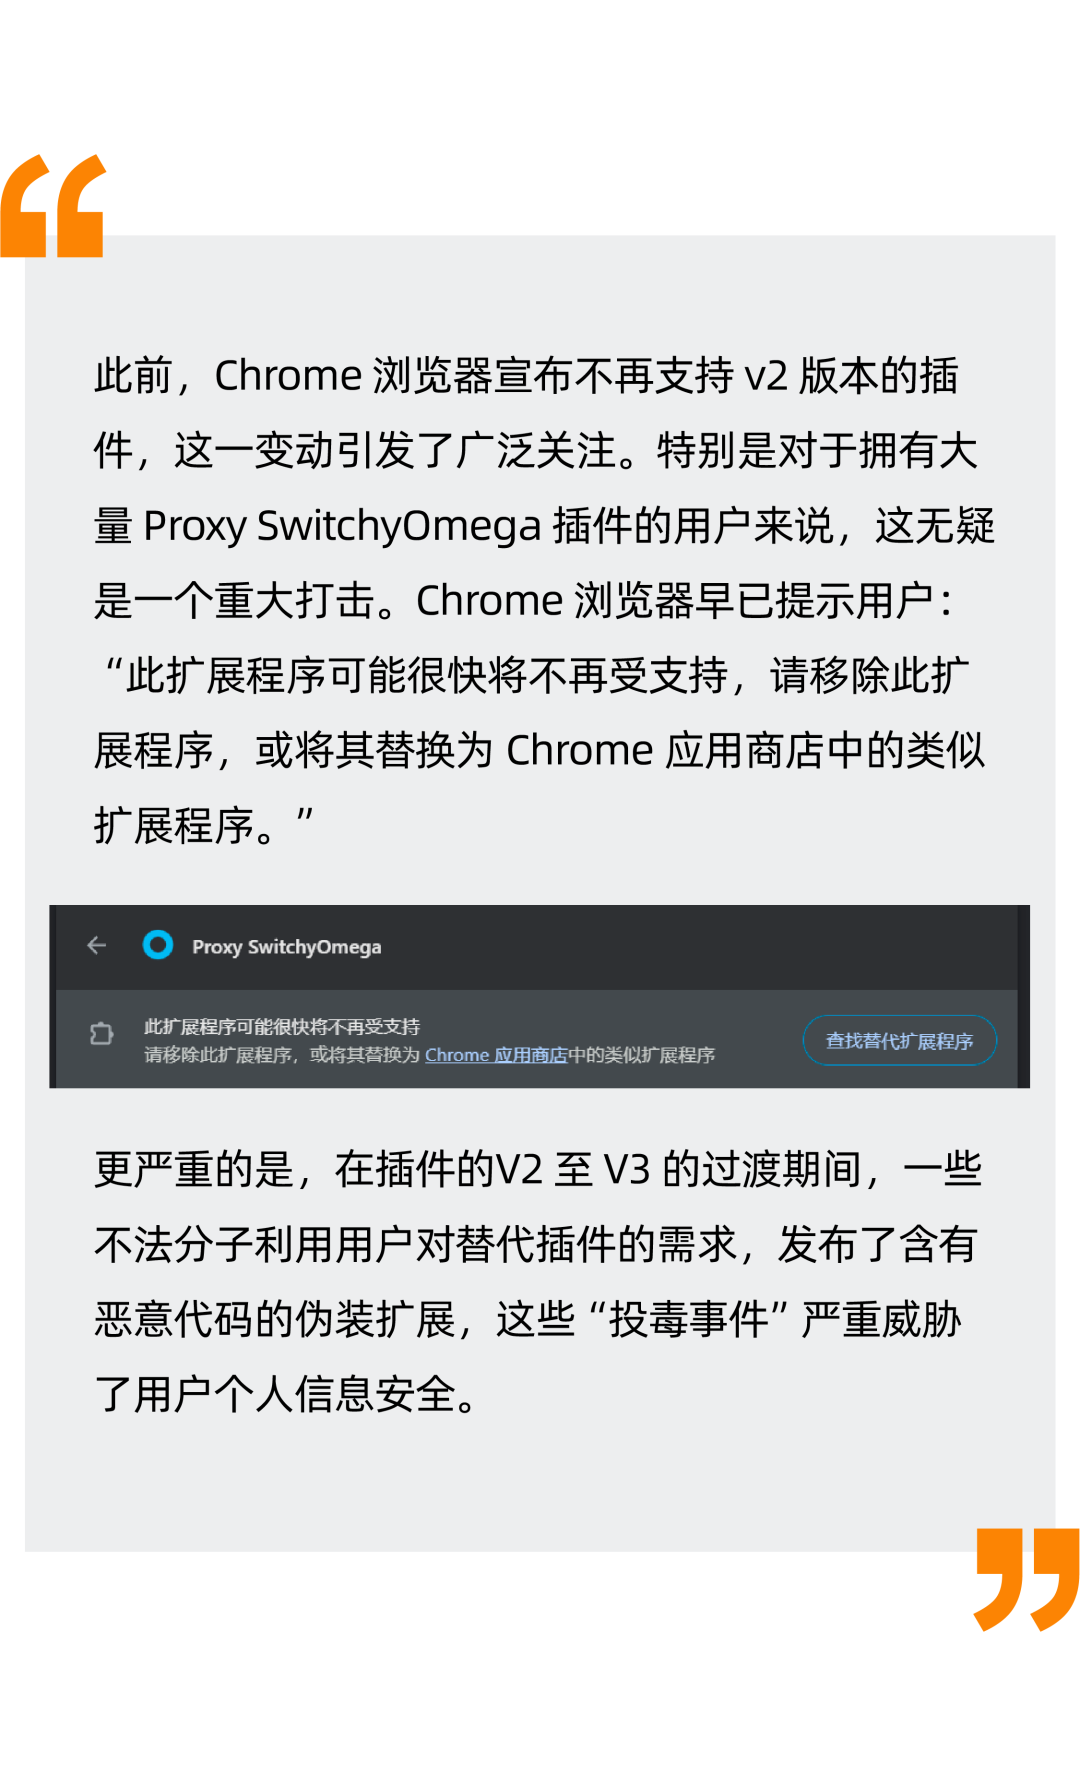 “
此前，Chrome 浏览器宣布不再支持 v2 版本的插
件，这一变动引发了广泛关注。特别是对于拥有大
量 Proxy SwitchyOmega 插件的用户来说，这无疑
是一个重大打击。Chrome 浏览器早已提示用户：
“此扩展程序可能很快将不再受支持，请移除此扩
展程序，或将其替换为 Chrome 应用商店中的类似
扩展程序。”
Proxy SwitchyOmega
此扩展程序可能很快将不再受支持
请移除此扩展程序，或将其替换为 Chrome 应用商店中的类似扩展程序
查找替代扩展程序
更严重的是，在插件的V2 至 V3 的过渡期间，一些
不法分子利用用户对替代插件的需求，发布了含有
恶意代码的伪装扩展，这些“投毒事件”严重威胁
了用户个人信息安全。
”